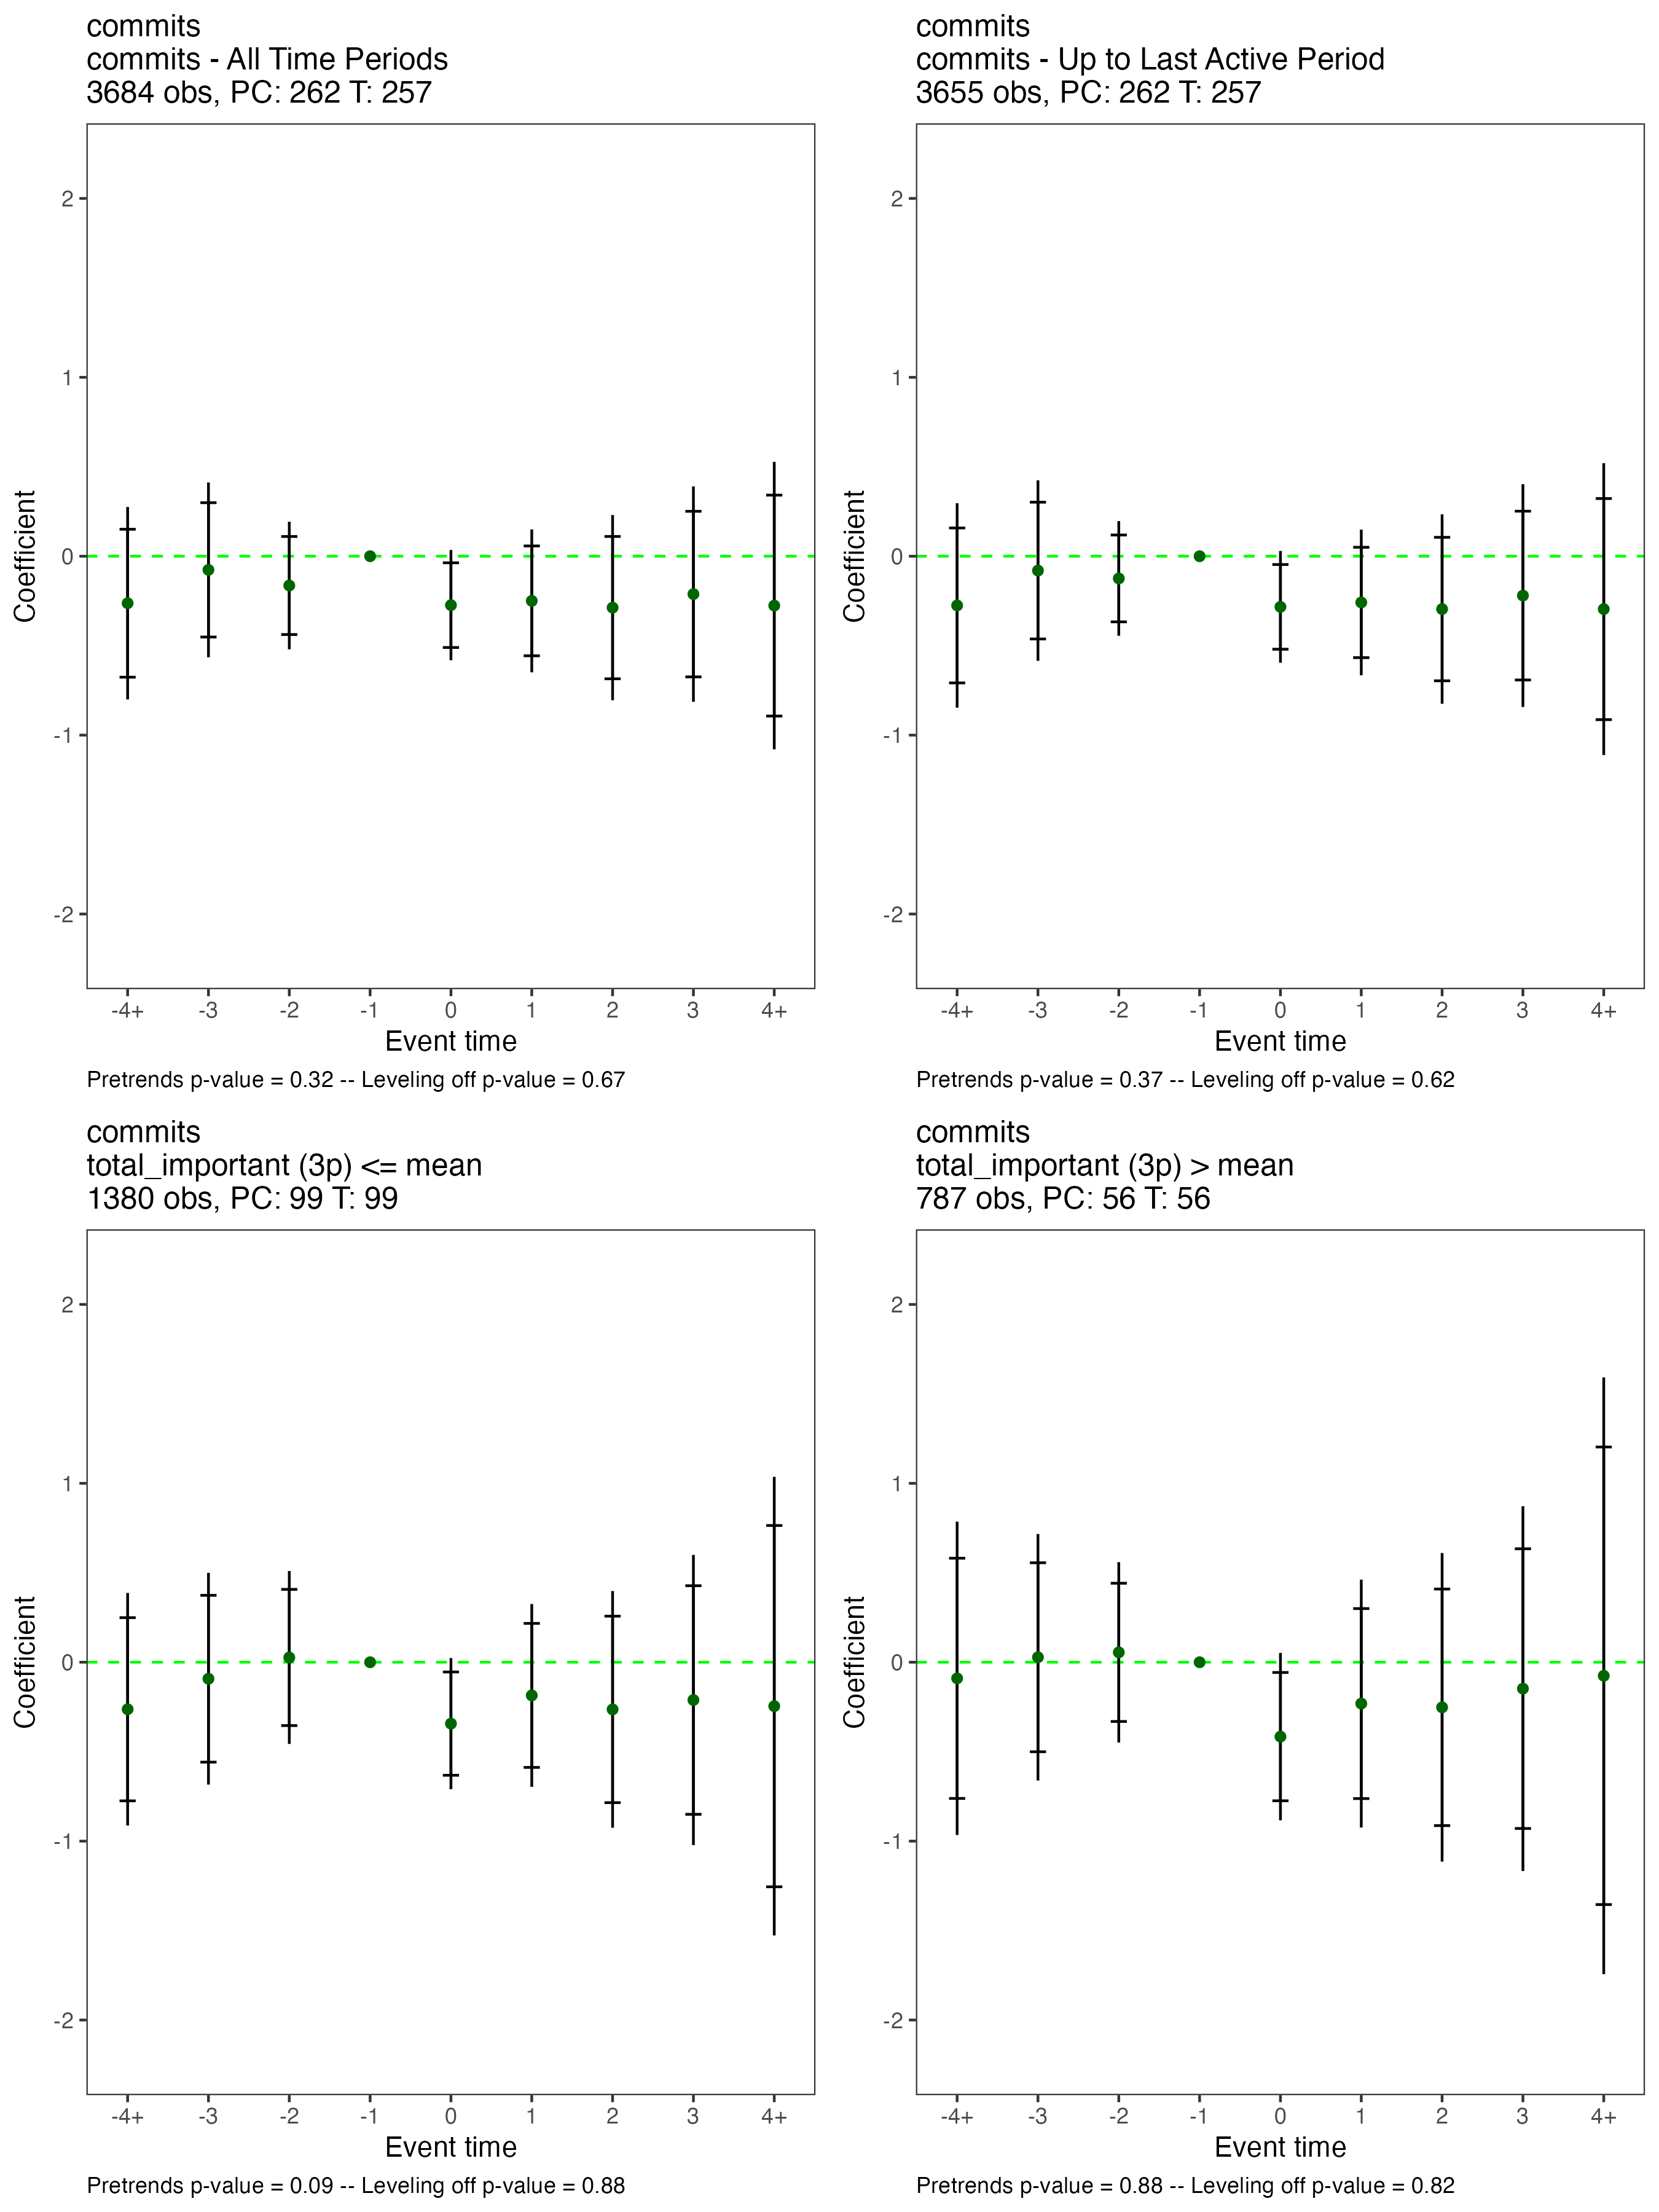 commits
commits - All Time Periods
3684 obs, PC: 262 T: 257
2
1
0
-1
-2
Coefficient
-4+ -3 -2 -1 0 1 2 3 4+
Event time
Pretrends p-value = 0.32 -- Leveling off p-value = 0.67
commits
commits - Up to Last Active Period
3655 obs, PC: 262 T: 257
2
1
0
-1
-2
Coefficient
-4+ -3 -2 -1 0 1 2 3 4+
Event time
Pretrends p-value = 0.37 -- Leveling off p-value = 0.62
commits
total_important (3p) <= mean
1380 obs, PC: 99 T: 99
2
1
0
-1
-2
Coefficient
-4+ -3 -2 -1 0 1 2 3 4+
Event time
Pretrends p-value = 0.09 -- Leveling off p-value = 0.88
commits
total_important (3p) > mean
787 obs, PC: 56 T: 56
2
1
0
-1
-2
Coefficient
-4+ -3 -2 -1 0 1 2 3 4+
Event time
Pretrends p-value = 0.88 -- Leveling off p-value = 0.82